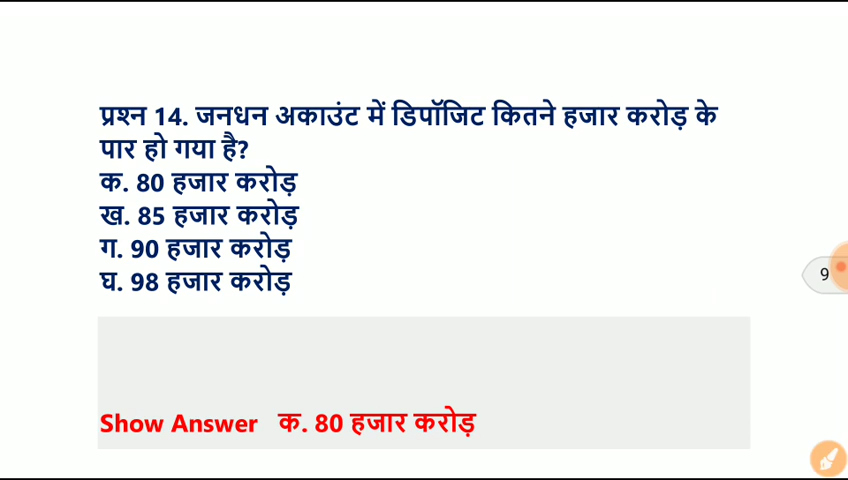 प्रश्न 14. जनधन अकाउंट में डिपॉजिट कितने हजार करोड़ के
पार हो गया है?
क. 80 हजार करोड़
ख. 85 हजार करोड़
ग. 90 हजार करोड़
घ. 98 हजार करोड़
9
Show Answer क. 80 हजार करोड़